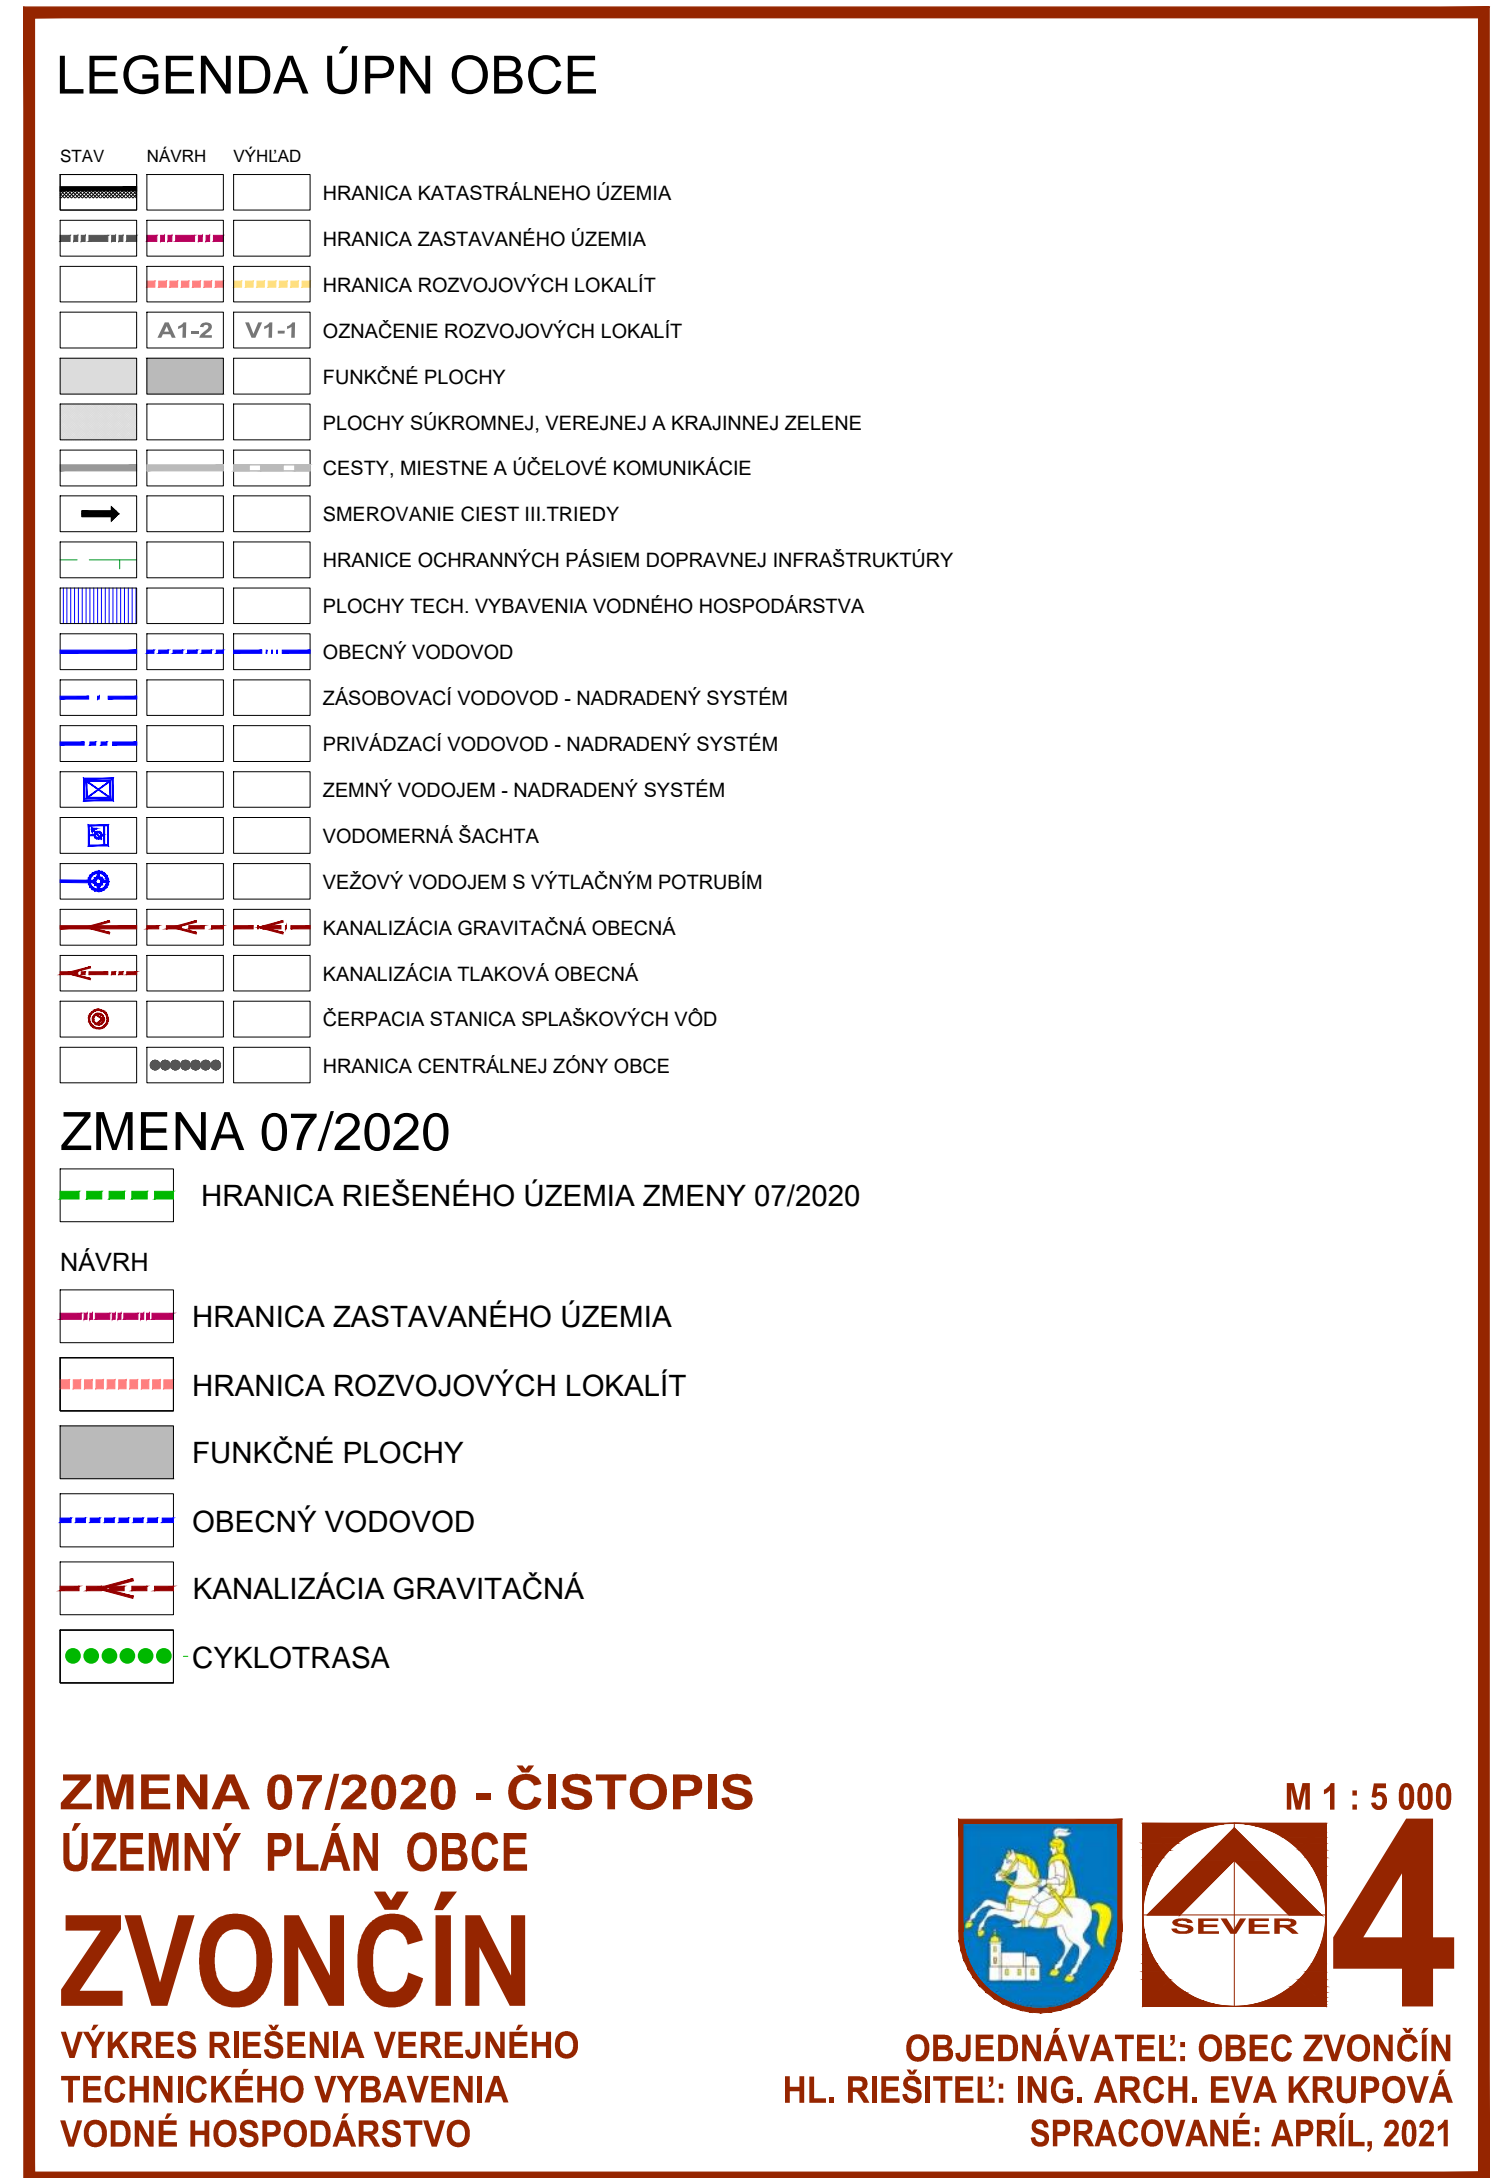 LEGENDA ÚPN OBCE
STAV NÁVRH VÝHĽAD
HRANICA KATASTRÁLNEHO ÚZEMIA
HRANICA ZASTAVANÉHO ÚZEMIA
HRANICA ROZVOJOVÝCH LOKALÍT
A1-2 V1-1 OZNAČENIE ROZVOJOVÝCH LOKALÍT
FUNKČNÉ PLOCHY
PLOCHY SÚKROMNEJ, VEREJNEJ A KRAJINNEJ ZELENE
CESTY, MIESTNE A ÚČELOVÉ KOMUNIKÁCIE
SMEROVANIE CIEST III.TRIEDY
HRANICE OCHRANNÝCH PÁSIEM DOPRAVNEJ INFRAŠTRUKTÚRY
PLOCHY TECH. VYBAVENIA VODNÉHO HOSPODÁRSTVA
OBECNÝ VODOVOD
ZÁSOBOVACÍ VODOVOD - NADRADENÝ SYSTÉM
PRIVÁDZACÍ VODOVOD - NADRADENÝ SYSTÉM
ZEMNÝ VODOJEM - NADRADENÝ SYSTÉM
VODOMERNÁ ŠACHTA
VEŽOVÝ VODOJEM S VÝTLAČNÝM POTRUBÍM
KANALIZÁCIA GRAVITAČNÁ OBECNÁ
KANALIZÁCIA TLAKOVÁ OBECNÁ
ČERPACIA STANICA SPLAŠKOVÝCH VÔD
HRANICA CENTRÁLNEJ ZÓNY OBCE
ZMENA 07/2020
HRANICA RIEŠENÉHO ÚZEMIA ZMENY 07/2020
NÁVRH
HRANICA ZASTAVANÉHO ÚZEMIA
HRANICA ROZVOJOVÝCH LOKALÍT
FUNKČNÉ PLOCHY
OBECNÝ VODOVOD
KANALIZÁCIA GRAVITAČNÁ
CYKLOTRASA
ZMENA 07/2020 - ČISTOPIS
ÚZEMNÝ PLÁN OBCE
ZVONČÍN
VÝKRES RIEŠENIA VEREJNÉHO
TECHNICKÉHO VYBAVENIA
VODNÉ HOSPODÁRSTVO
M 1 : 5 000
SEVER
4
OBJEDNÁVATEĽ: OBEC ZVONČÍN
HL. RIEŠITEĽ: ING. ARCH. EVA KRUPOVÁ
SPRACOVANÉ: APRÍL, 2021